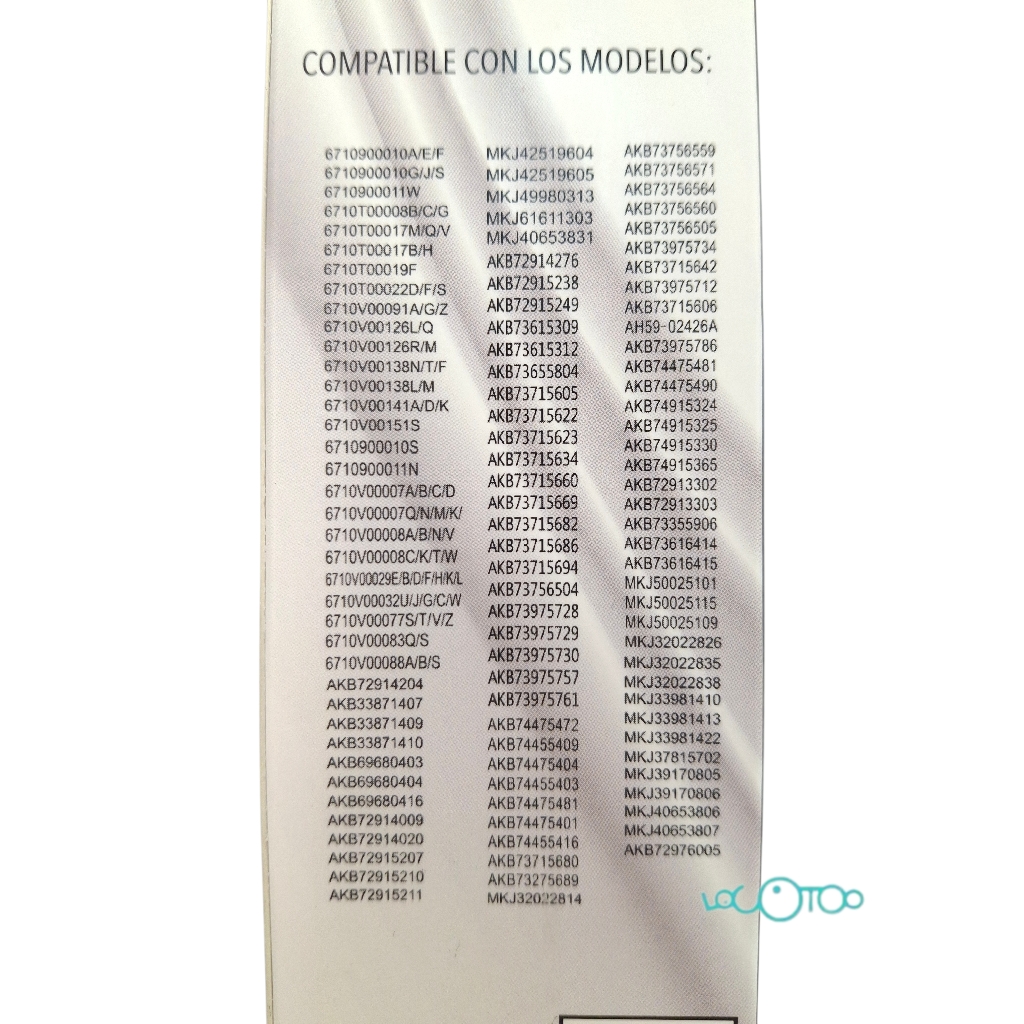 COMPATIBLE CON LOS MODELOS:
6710900010A/E/F
6710900010G/J/S
6710900011W
6710T00008B/C/G
6710T00017M/Q/V
6710T00017B/H
6710T00019F
6710T00022D/F/S
6710V00091A/G/Z
6710V00126L/Q
6710V00126R/M
6710V00138N/T/F
6710V00138L/M
6710V00141A/D/K
6710V00151S
6710900010S
6710900011N
6710V00007A/B/C/D
6710V00007Q/N/M/K/
6710V00008A/B/N/V
6710V00008C/K/T/W
6710V00029E/B/D/F/H/K/L
6710V00032U/J/G/C/W
6710V00077S/T/V/Z
6710V00083Q/S
6710V00088A/B/S
AKB72914204
AKB33871407
AKB33871409
AKB33871410
AKB69680403
AKB69680404
AKB69680416
AKB72914009
AKB72914020
AKB72915207
AKB72915210
AKB72915211
MKJ42519604
MKJ42519605
MKJ49980313
MKJ61611303
MKJ40653831
AKB72914276
AKB72915238
AKB72915249
AKB73615309
AKB73615312
AKB73655804
AKB73715605
AKB73715622
AKB73715623
AKB73715634
AKB73715660
AKB73715669
AKB73715682
AKB73715686
AKB73715694
AKB73756504
AKB73975728
AKB73975729
AKB73975730
AKB73975757
AKB73975761
AKB74475472
AKB74455409
AKB74475404
AKB74455403
AKB74475481
AKB74475401
AKB74455416
AKB73715680
AKB73275689
MKJ32022814
AKB73756559
AKB73756571
AKB73756564
AKB73756560
AKB73756505
AKB73975734
AKB73715642
AKB73975712
AKB73715606
AH59-02426A
AKB73975786
AKB74475481
AKB74475490
AKB74915324
AKB74915325
AKB74915330
AKB74915365
AKB72913302
AKB72913303
AKB73355906
AKB73616414
AKB73616415
MKJ50025101
MKJ50025115
MKJ50025109
MKJ32022826
MKJ32022835
MKJ32022838
MKJ33981410
MKJ33981413
MKJ33981422
MKJ37815702
MKJ39170805
MKJ39170806
MKJ40653806
MKJ40653807
AKB72976005
LOCOTOO